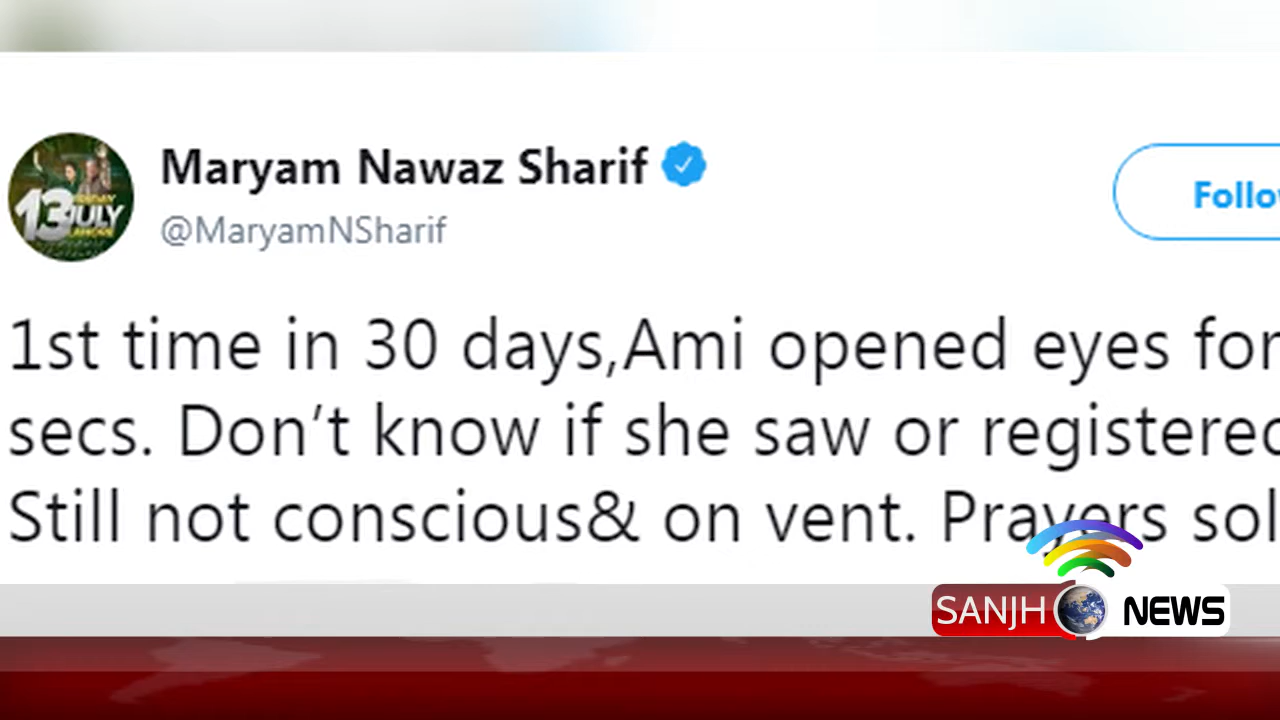 Maryam Nawaz Sharif
@MaryamNSharif
1st time in 30 days,Ami opened eyes for
secs. Don't know if she saw or registered
Still not conscious& on vent. Prayers sol
13
JULY
SANJH NEWS